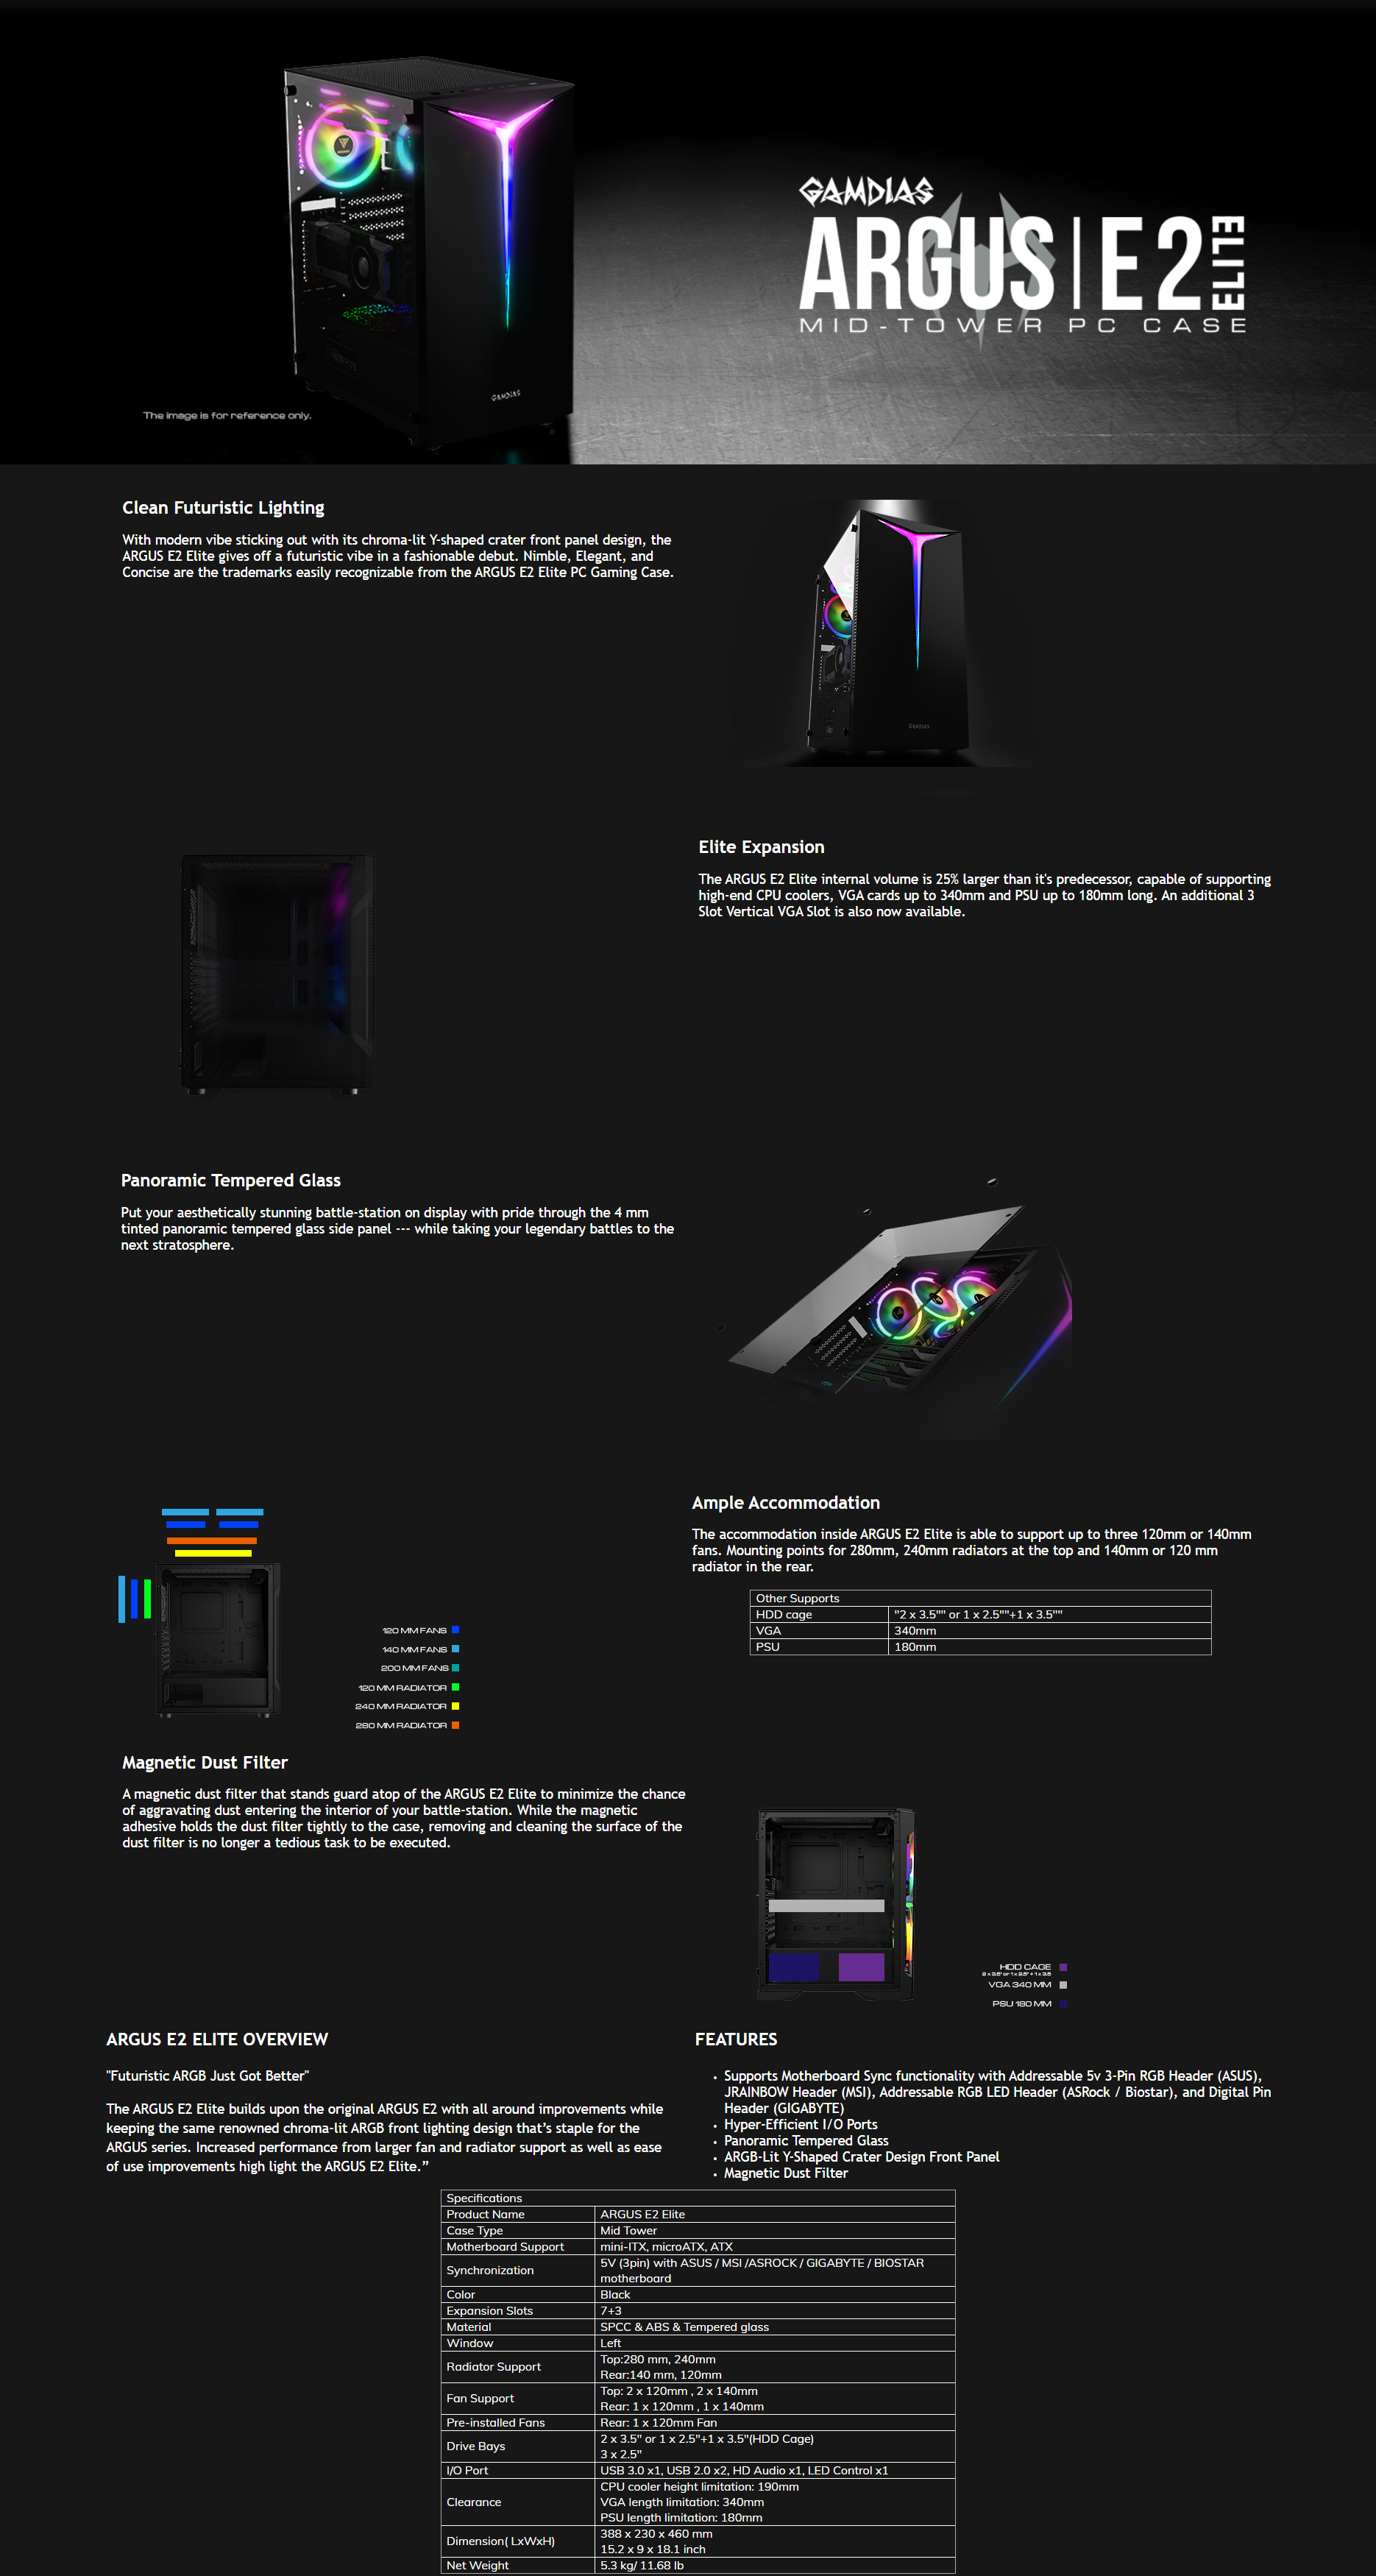 GAMDIAS
ARGUS | E2 ELITE
MID-TOWER PC CASE
GAMDIAS
The image is for reference only.
Clean Futuristic Lighting
With modern vibe sticking out with its chroma-lit Y-shaped crater front panel design, the
ARGUS E2 Elite gives off a futuristic vibe in a fashionable debut. Nimble, Elegant, and
Concise are the trademarks easily recognizable from the ARGUS E2 Elite PC Gaming Case.
GAMDIAS
Elite Expansion
The ARGUS E2 Elite internal volume is 25% larger than it's predecessor, capable of supporting
high-end CPU coolers, VGA cards up to 340mm and PSU up to 180mm long. An additional 3
Slot Vertical VGA Slot is also now available.
Panoramic Tempered Glass
Put your aesthetically stunning battle-station on display with pride through the 4 mm
tinted panoramic tempered glass side panel --- while taking your legendary battles to the
next stratosphere.
120 MM FANS
140 MM FANS
200 MM FANS
120 MM RADIATOR
240 MM RADIATOR
280 MM RADIATOR
Ample Accommodation
The accommodation inside ARGUS E2 Elite is able to support up to three 120mm or 140mm
fans. Mounting points for 280mm, 240mm radiators at the top and 140mm or 120 mm
radiator in the rear.
Other Supports
HDD cage "2 x 3.5"" or 1 x 2.5""+1 x 3.5""
VGA 340mm
PSU 180mm
Magnetic Dust Filter
A magnetic dust filter that stands guard atop of the ARGUS E2 Elite to minimize the chance
of aggravating dust entering the interior of your battle-station. While the magnetic
adhesive holds the dust filter tightly to the case, removing and cleaning the surface of the
dust filter is no longer a tedious task to be executed.
HDD CAGE
2 x 3.5" or 1 x 2.5" + 1 x 3.5
VGA 340 MM
PSU 180 MM
ARGUS E2 ELITE OVERVIEW
"Futuristic ARGB Just Got Better"
The ARGUS E2 Elite builds upon the original ARGUS E2 with all around improvements while
keeping the same renowned chroma-lit ARGB front lighting design that’s staple for the
ARGUS series. Increased performance from larger fan and radiator support as well as ease
of use improvements high light the ARGUS E2 Elite.”
FEATURES
• Supports Motherboard Sync functionality with Addressable 5v 3-Pin RGB Header (ASUS),
JRAINBOW Header (MSI), Addressable RGB LED Header (ASRock / Biostar), and Digital Pin
Header (GIGABYTE)
• Hyper-Efficient I/O Ports
• Panoramic Tempered Glass
• ARGB-Lit Y-Shaped Crater Design Front Panel
• Magnetic Dust Filter
Specifications
Product Name ARGUS E2 Elite
Case Type Mid Tower
Motherboard Support mini-ITX, microATX, ATX
Synchronization 5V (3pin) with ASUS / MSI /ASROCK / GIGABYTE / BIOSTAR
motherboard
Color Black
Expansion Slots 7+3
Material SPCC & ABS & Tempered glass
Window Left
Radiator Support Top:280 mm, 240mm
Rear:140 mm, 120mm
Fan Support Top: 2 x 120mm , 2 x 140mm
Rear: 1 x 120mm , 1 x 140mm
Pre-installed Fans Rear: 1 x 120mm Fan
Drive Bays 2 x 3.5" or 1 x 2.5"+1 x 3.5"(HDD Cage)
3 x 2.5"
I/O Port USB 3.0 x1, USB 2.0 x2, HD Audio x1, LED Control x1
Clearance CPU cooler height limitation: 190mm
VGA length limitation: 340mm
PSU length limitation: 180mm
Dimension( LxWxH) 388 x 230 x 460 mm
15.2 x 9 x 18.1 inch
Net Weight 5.3 kg/ 11.68 lb